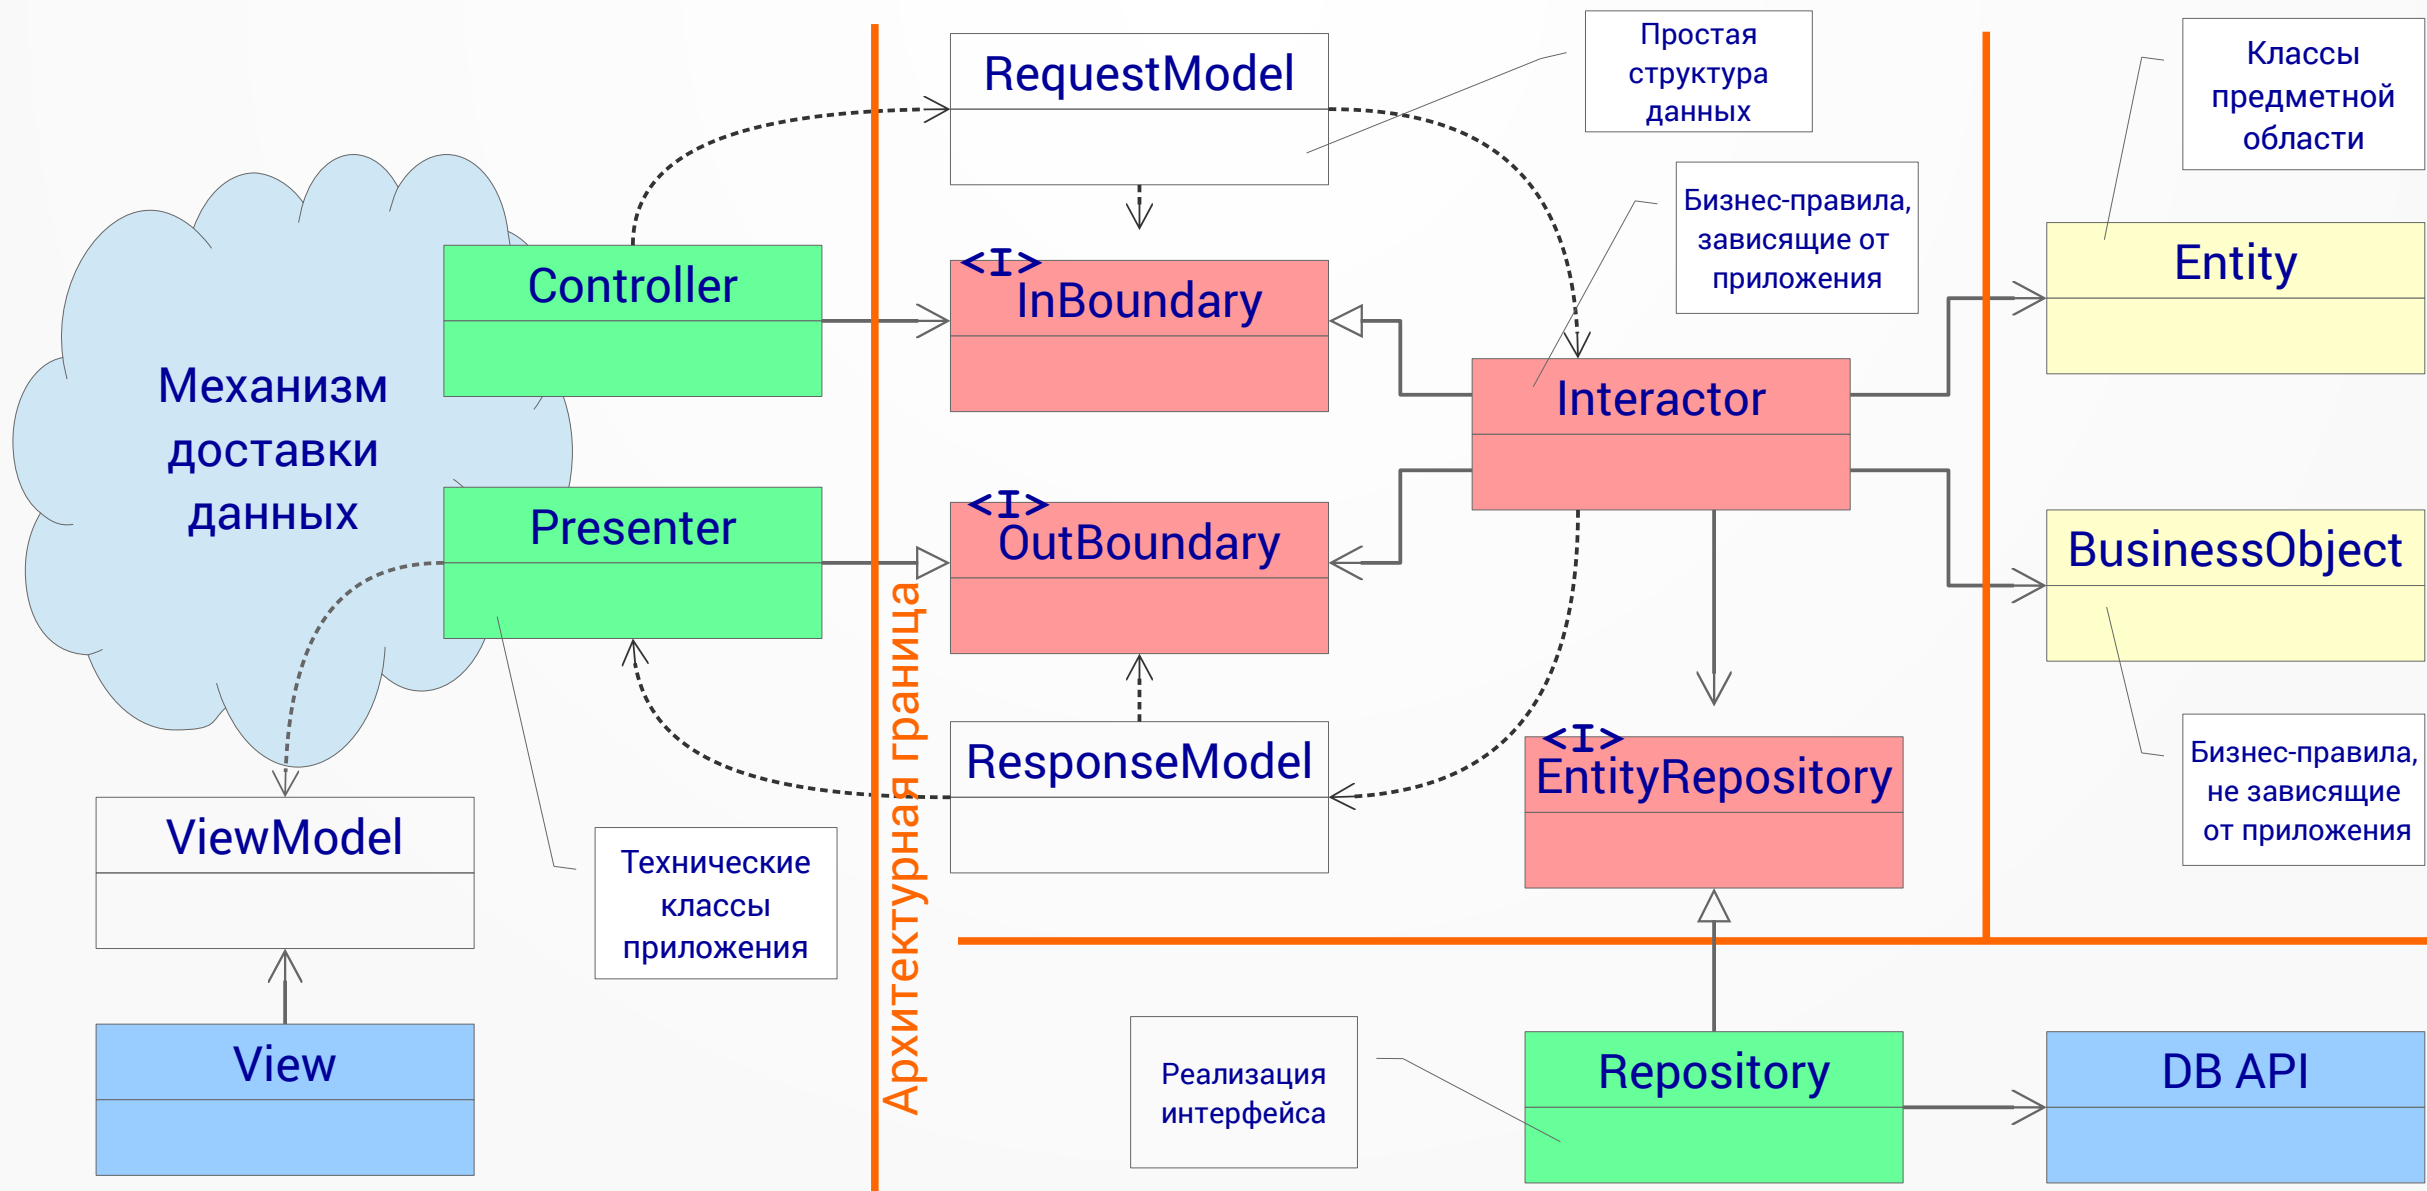 RequestModel
Простая
структура
данных
Классы
предметной
области
Бизнес-правила,
зависящие от
приложения
Controller
<I>
InBoundary
Entity
Механизм
доставки
данных
Interactor
Presenter
<I>
OutBoundary
BusinessObject
Архитектурная граница
ResponseModel
<I>
EntityRepository
Бизнес-правила,
не зависящие
от приложения
ViewModel
Технические
классы
приложения
View
Реализация
интерфейса
Repository
DB API